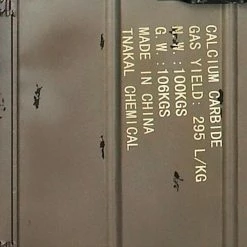 CALCIUM CARBIDE
GAS YIELD: 295 L/KG
N.W.:100KGS
G.W.:106KGS
MADE IN CHINA
TNAKAL CHEMICAL